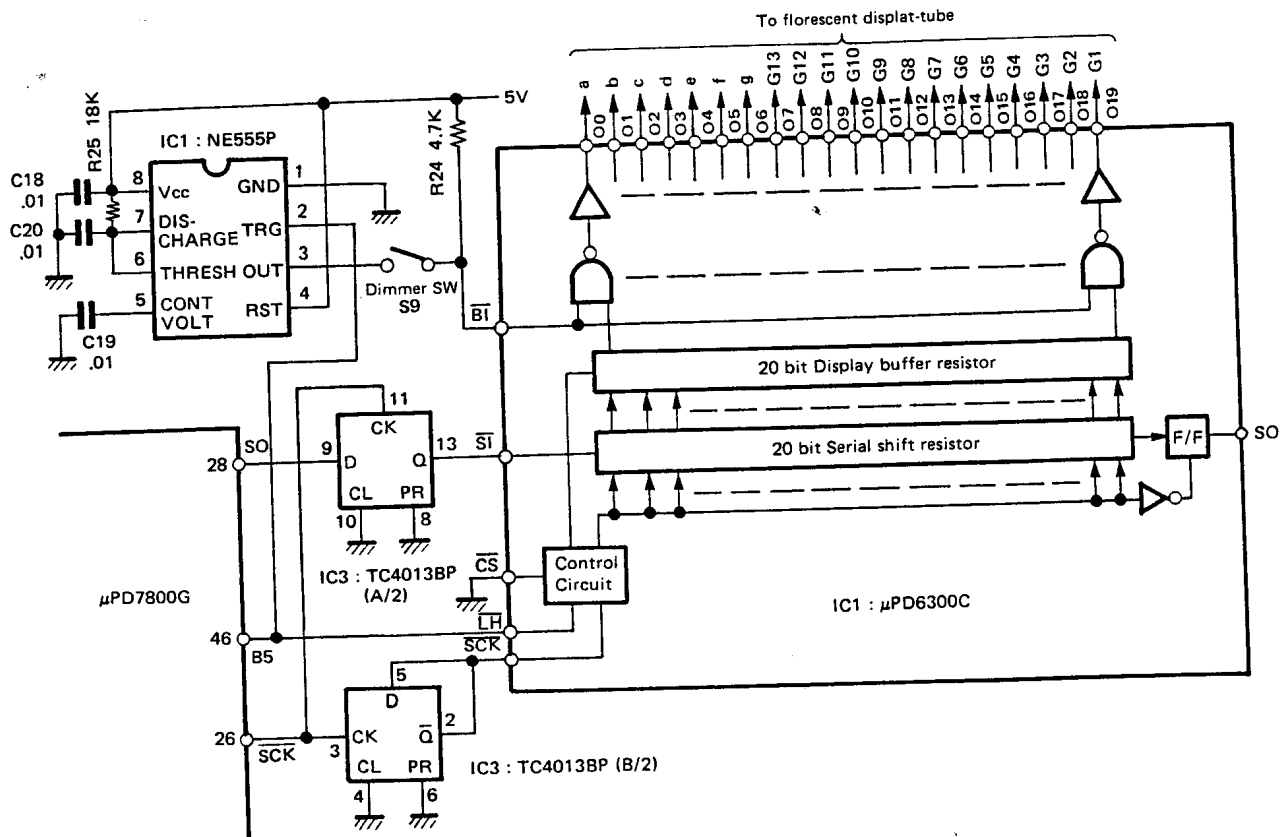 To florescent displat-tube
a b c d e f g G13 G12 G11 G10 G9 G8 G7 G6 G5 G4 G3 G2 G1
O0 O1 O2 O3 O4 O5 O6 O7 O8 O9 O10 O11 O12 O13 O14 O15 O16 O17 O18 O19
5V
R25 18K
R24 4.7K
IC1 : NE555P
C18
.01
C20
.01
C19
.01
8 Vcc
7 DIS-
CHARGE
6 THRESH
5 CONT
VOLT
GND 1
TRG 2
OUT 3
RST 4
Dimmer SW
S9
B̅I̅
20 bit Display buffer resistor
20 bit Serial shift resistor
F/F
SO
SO
28
11
CK
9 D
Q 13
CL
PR
10
8
S̅I̅
IC3 : TC4013BP
(A/2)
C̅S̅
Control
Circuit
IC1 : μPD6300C
μPD7800G
46
B5
L̅H̅
S̅C̅K̅
5
D
26
S̅C̅K̅
3
CK
Q̅
2
CL
PR
4
6
IC3 : TC4013BP (B/2)